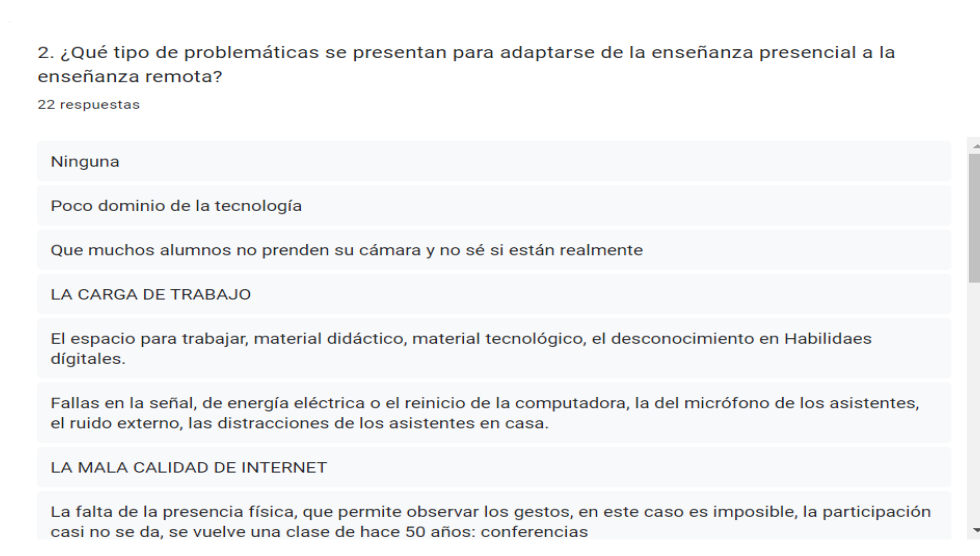 2. ¿Qué tipo de problemáticas se presentan para adaptarse de la enseñanza presencial a la
enseñanza remota?
22 respuestas
Ninguna
Poco dominio de la tecnología
Que muchos alumnos no prenden su cámara y no sé si están realmente
LA CARGA DE TRABAJO
El espacio para trabajar, material didáctico, material tecnológico, el desconocimiento en Habilidaes
dígitales.
Fallas en la señal, de energía eléctrica o el reinicio de la computadora, la del micrófono de los asistentes,
el ruido externo, las distracciones de los asistentes en casa.
LA MALA CALIDAD DE INTERNET
La falta de la presencia física, que permite observar los gestos, en este caso es imposible, la participación
casi no se da, se vuelve una clase de hace 50 años: conferencias